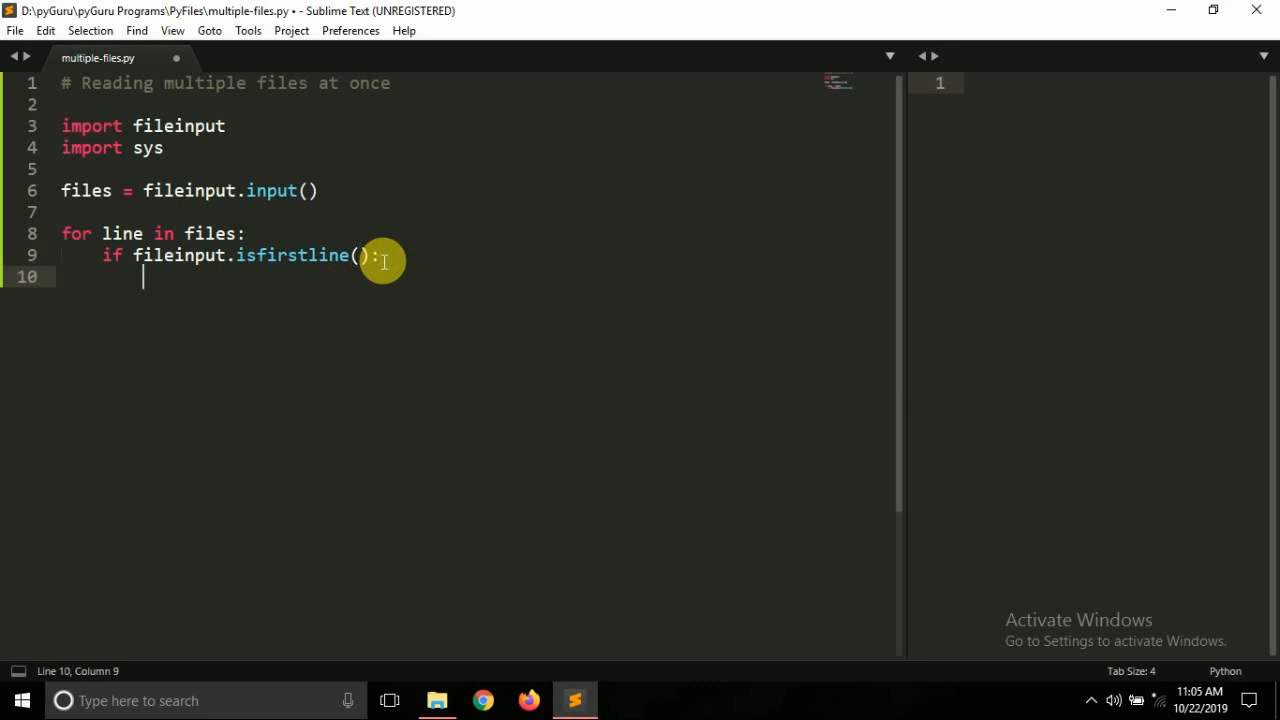 D:\pyGuru\pyGuru Programs\PyFiles\multiple-files.py • - Sublime Text (UNREGISTERED)
File Edit Selection Find View Goto Tools Project Preferences Help
multiple-files.py
1 # Reading multiple files at once 1
2
3 import fileinput
4 import sys
5
6 files = fileinput.input()
7
8 for line in files:
9 if fileinput.isfirstline():
10
Activate Windows
Go to Settings to activate Windows.
Line 10, Column 9 Tab Size: 4 Python
Type here to search 11:05 AM
10/22/2019